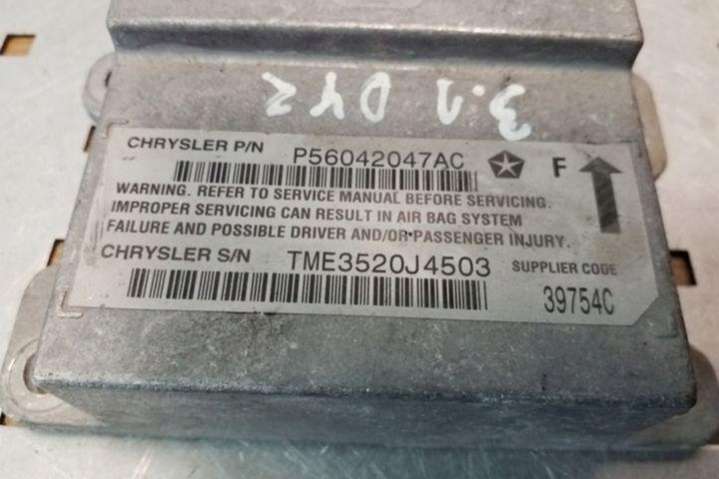 3.1 DYZ
CHRYSLER P/N P56042047AC F
WARNING. REFER TO SERVICE MANUAL BEFORE SERVICING.
IMPROPER SERVICING CAN RESULT IN AIR BAG SYSTEM
FAILURE AND POSSIBLE DRIVER AND/OR PASSENGER INJURY.
CHRYSLER S/N TME3520J4503 SUPPLIER CODE
39754C